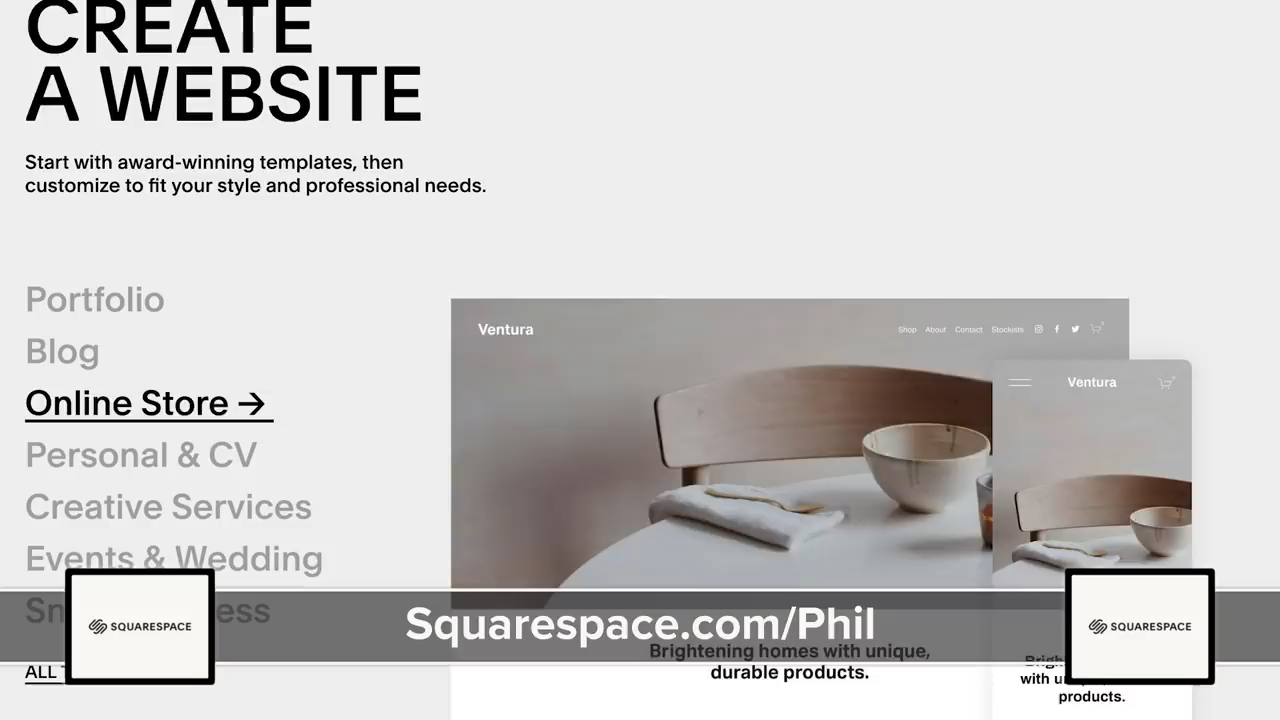 CREATE
A WEBSITE
Start with award-winning templates, then
customize to fit your style and professional needs.
Portfolio
Blog
Online Store →
Personal & CV
Creative Services
Events & Wedding
ALL
Ventura
Shop About Contact Stockists
Ventura
SQUARESPACE
Squarespace.com/Phil
SQUARESPACE
Brightening homes with unique,
durable products.
with
products.